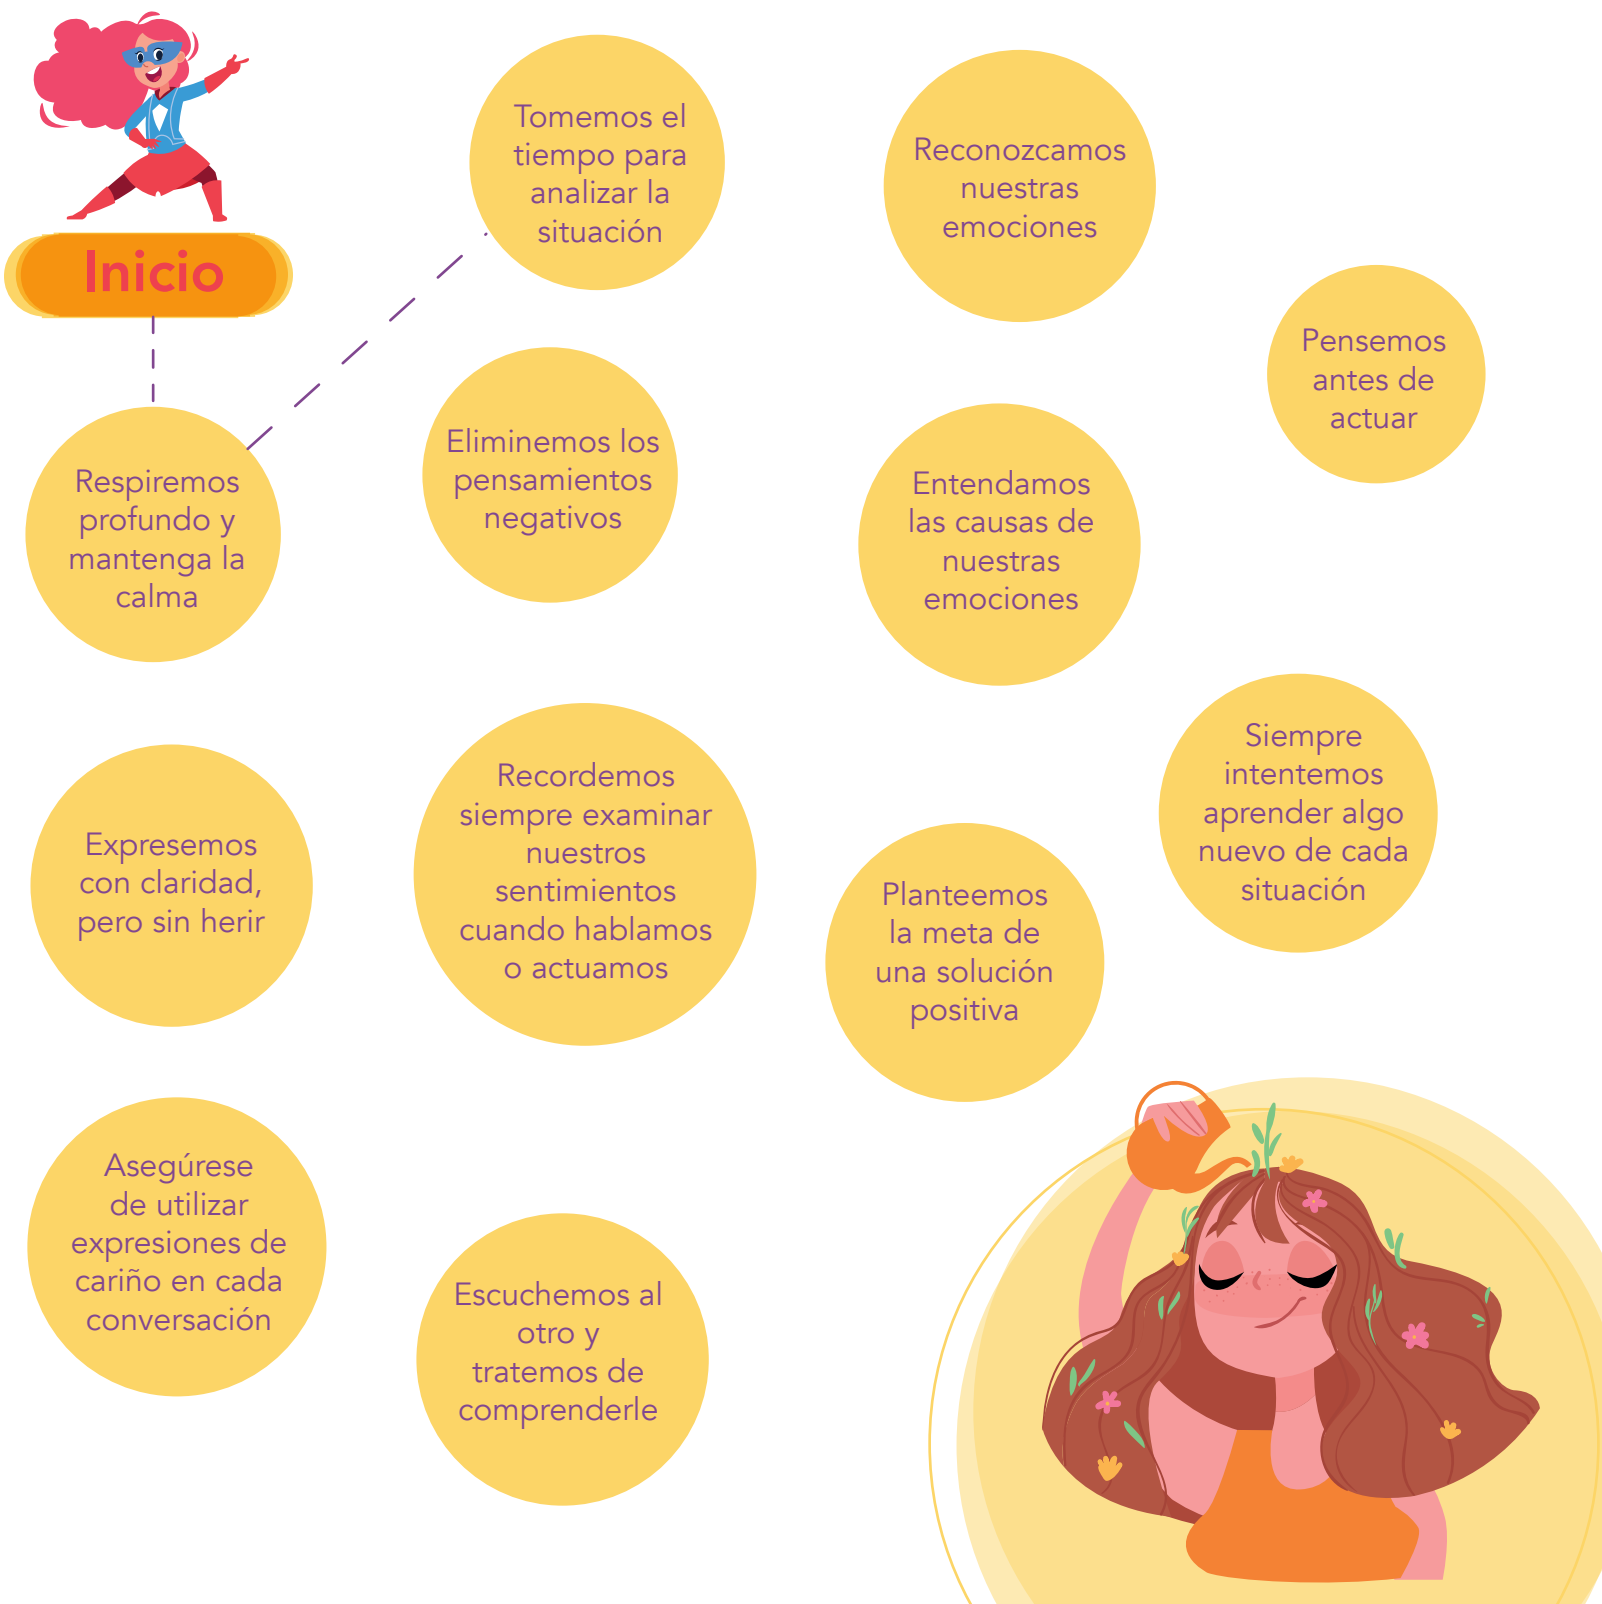 Inicio
Respiremos
profundo y
mantenga la
calma
Tomemos el
tiempo para
analizar la
situación
Reconozcamos
nuestras
emociones
Pensemos
antes de
actuar
Eliminemos los
pensamientos
negativos
Entendamos
las causas de
nuestras
emociones
Expresemos
con claridad,
pero sin herir
Recordemos
siempre examinar
nuestros
sentimientos
cuando hablamos
o actuamos
Planteemos
la meta de
una solución
positiva
Siempre
intentemos
aprender algo
nuevo de cada
situación
Asegúrese
de utilizar
expresiones de
cariño en cada
conversación
Escuchemos al
otro y
tratemos de
comprenderle